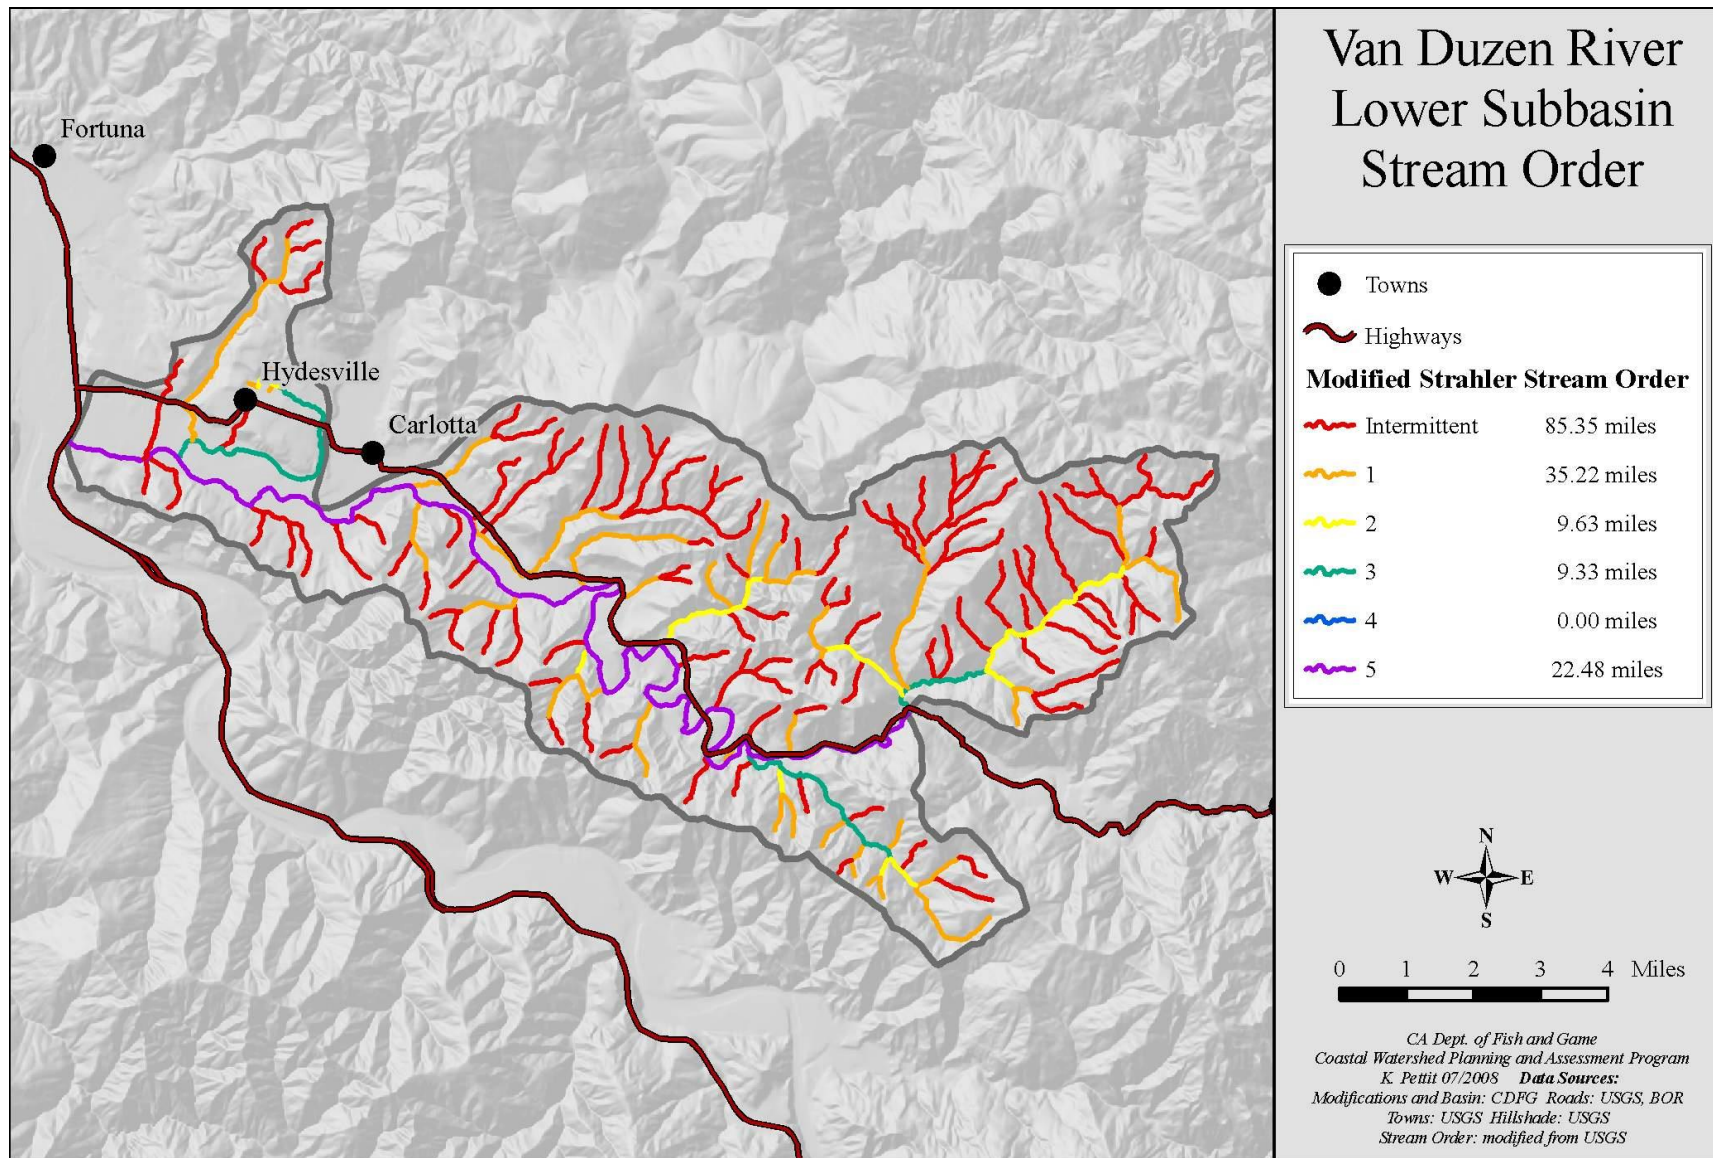 Van Duzen River
Lower Subbasin
Stream Order
Fortuna
Hydesville
Carlotta
Towns
Highways
Modified Strahler Stream Order
Intermittent 85.35 miles
1 35.22 miles
2 9.63 miles
3 9.33 miles
4 0.00 miles
5 22.48 miles
N
W E
S
0 1 2 3 4 Miles
CA Dept. of Fish and Game
Coastal Watershed Planning and Assessment Program
K. Pettit 07/2008 Data Sources:
Modifications and Basin: CDFG Roads: USGS, BOR
Towns: USGS Hillshade: USGS
Stream Order: modified from USGS